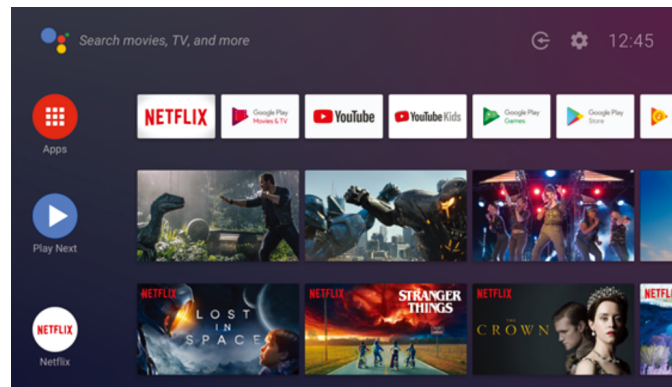 Search movies, TV, and more
12:45
Apps
NETFLIX
Google Play
Movies & TV
YouTube
YouTube Kids
Google Play
Games
Google Play
Store
Play Next
NETFLIX
Netflix
NETFLIX
LOST
IN
SPACE
NETFLIX
STRANGER
THINGS
NETFLIX
THE
CROWN
NETFL